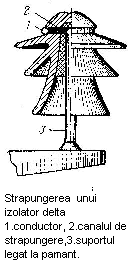 2.
1
3
Strapungerea unui
izolator delta
1.conductor, 2.canalul de
strapungere,3.suportul
legat la pamant.